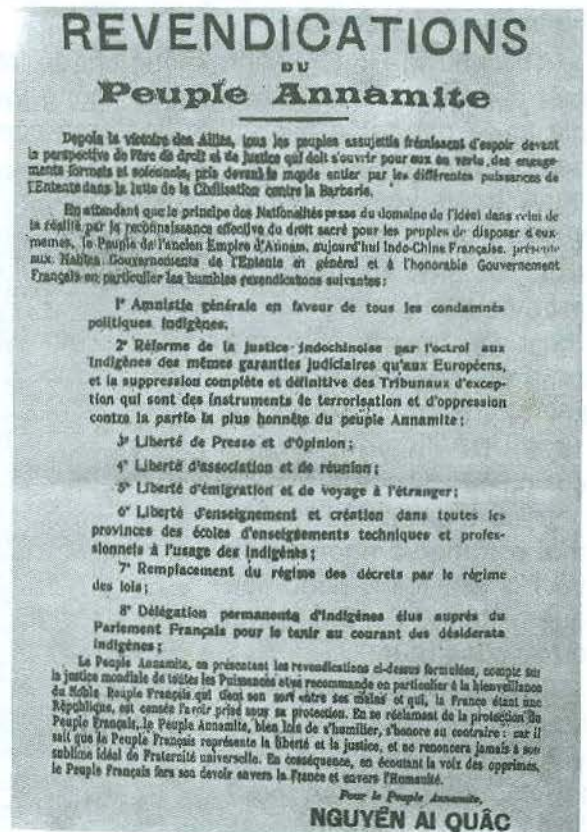 REVENDICATIONS
DU
Peuple Annamite
Depuis la victoire des Alliés, tous les peuples assujettis frémissent d'espoir devant
la perspective de l'ère de droit et de justice qui doit s'ouvrir pour eux en vertu des engage-
ments formels et solennels, pris devant le monde entier par les différentes puissances de
l'Entente dans la lutte de la Civilisation contre la Barbarie.
En attendant que le principe des Nationalités passe du domaine de l'idéal dans celui de
la réalité par la reconnaissance effective du droit sacré pour les peuples de disposer d'eux-
mêmes, le Peuple de l'ancien Empire d'Annam, aujourd'hui Indo-Chine Française, présente
aux Nobles Gouvernements de l'Entente en général et à l'honorable Gouvernement
Français en particulier les humbles revendications suivantes :
1° Amnistie générale en faveur de tous les condamnés
politiques indigènes.
2° Réforme de la justice indochinoise par l'octroi aux
Indigènes des mêmes garanties judiciaires qu'aux Européens,
et la suppression complète et définitive des Tribunaux d'excep-
tion qui sont des instruments de terrorisation et d'oppression
contre la partie la plus honnête du peuple Annamite ;
3° Liberté de Presse et d'Opinion ;
4° Liberté d'association et de réunion ;
5° Liberté d'émigration et de voyage à l'étranger ;
6° Liberté d'enseignement et création dans toutes les
provinces des écoles d'enseignements techniques et profes-
sionnels à l'usage des indigènes ;
7° Remplacement du régime des décrets par le régime
des lois ;
8° Délégation permanente d'indigènes élus auprès du
Parlement Français pour le tenir au courant des désiderata
indigènes ;
Le Peuple Annamite, en présentant les revendications ci-dessus formulées, compte sur
la justice mondiale de toutes les Puissances et se recommande en particulier à la bienveillance
du Noble Peuple Français qui tient son sort entre ses mains et qui, la France étant une
République, est censée l'avoir pris sous sa protection. En se réclamant de la protection du
Peuple Français, le Peuple Annamite, bien loin de s'humilier, s'honore au contraire : car il
sait que le Peuple Français représente la liberté et la justice, et ne renoncera jamais à son
sublime idéal de Fraternité universelle. En conséquence, en écoutant la voix des opprimés,
le Peuple Français fera son devoir envers la France et envers l'Humanité.
Pour le Peuple Annamite,
NGUYỄN AI QUÂC